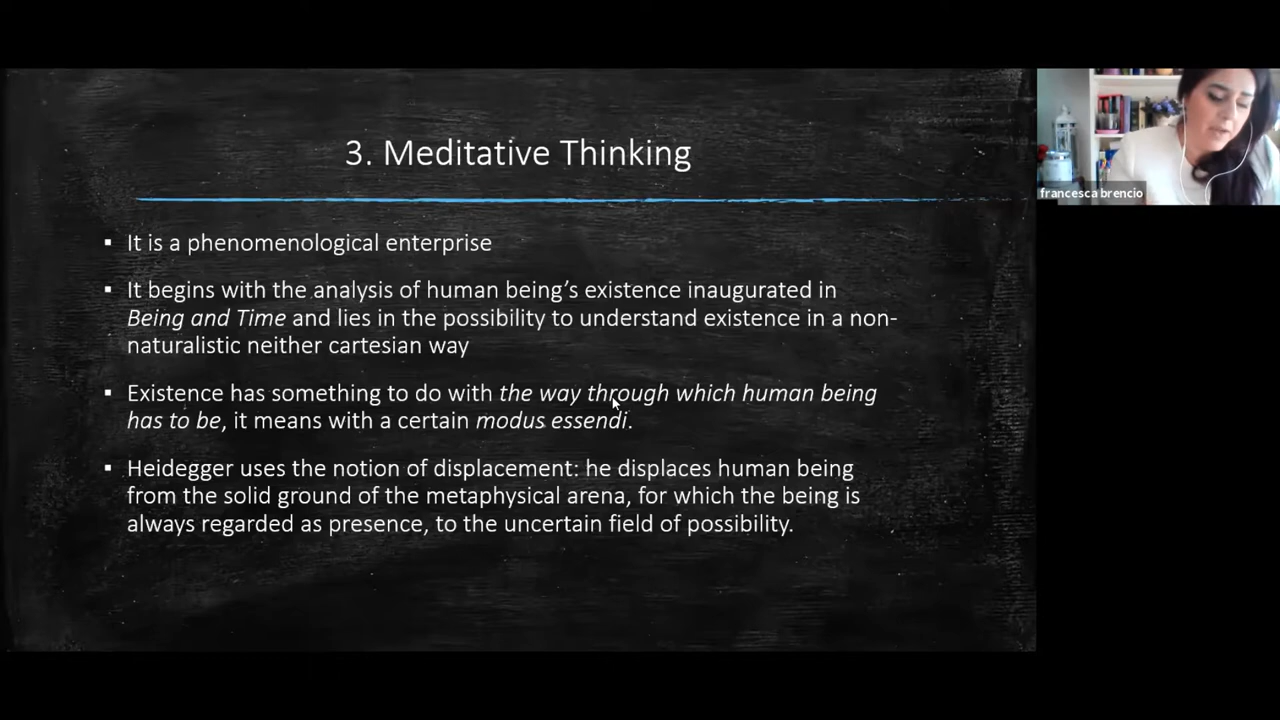 3. Meditative Thinking
francesca brencio
▪ It is a phenomenological enterprise
▪ It begins with the analysis of human being's existence inaugurated in
Being and Time and lies in the possibility to understand existence in a non-
naturalistic neither cartesian way
▪ Existence has something to do with the way through which human being
has to be, it means with a certain modus essendi.
▪ Heidegger uses the notion of displacement: he displaces human being
from the solid ground of the metaphysical arena, for which the being is
always regarded as presence, to the uncertain field of possibility.